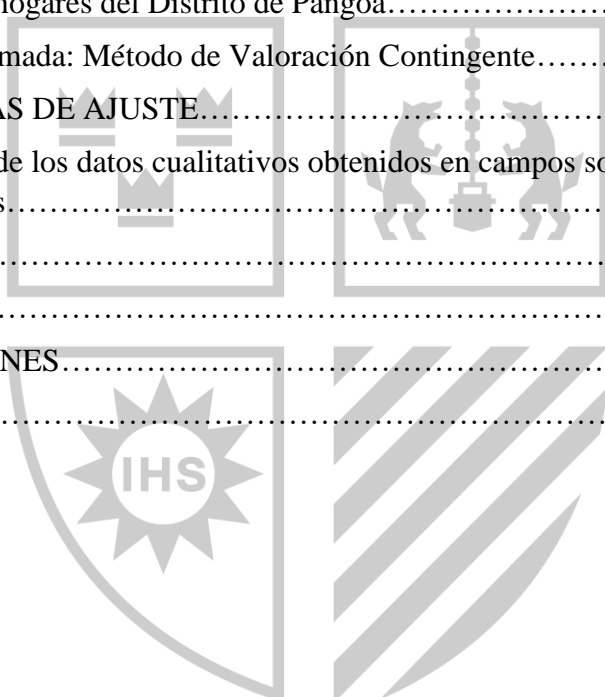 hogares del Distrito de Pangoa……………………
mada: Método de Valoración Contingente……
AS DE AJUSTE……………………………………
de los datos cualitativos obtenidos en campos so
s……………………………………………………
……………………………………………………
……………………………………………………
NES………………………………………………
……………………………………………………
IHS